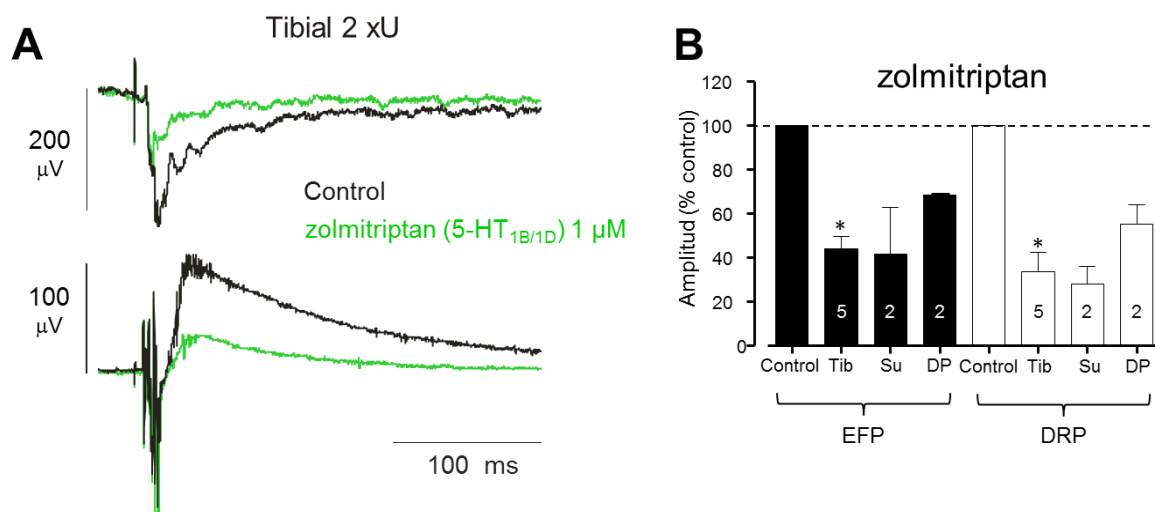 A
Tibial 2 xU
200
µV
Control
zolmitriptan (5-HT1B/1D) 1 µM
100
µV
100 ms
B
zolmitriptan
Amplitud (% control)
120
100
80
60
40
20
0
*
*
5
2
2
5
2
2
Control Tib Su DP Control Tib Su DP
EFP DRP